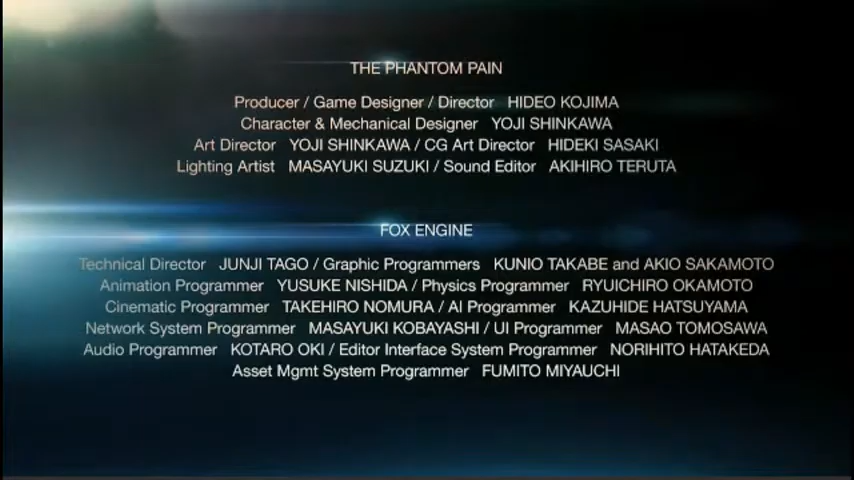 THE PHANTOM PAIN
Producer / Game Designer / Director HIDEO KOJIMA
Character & Mechanical Designer YOJI SHINKAWA
Art Director YOJI SHINKAWA / CG Art Director HIDEKI SASAKI
Lighting Artist MASAYUKI SUZUKI / Sound Editor AKIHIRO TERUTA
FOX ENGINE
Technical Director JUNJI TAGO / Graphic Programmers KUNIO TAKABE and AKIO SAKAMOTO
Animation Programmer YUSUKE NISHIDA / Physics Programmer RYUICHIRO OKAMOTO
Cinematic Programmer TAKEHIRO NOMURA / AI Programmer KAZUHIDE HATSUYAMA
Network System Programmer MASAYUKI KOBAYASHI / UI Programmer MASAO TOMOSAWA
Audio Programmer KOTARO OKI / Editor Interface System Programmer NORIHITO HATAKEDA
Asset Mgmt System Programmer FUMITO MIYAUCHI